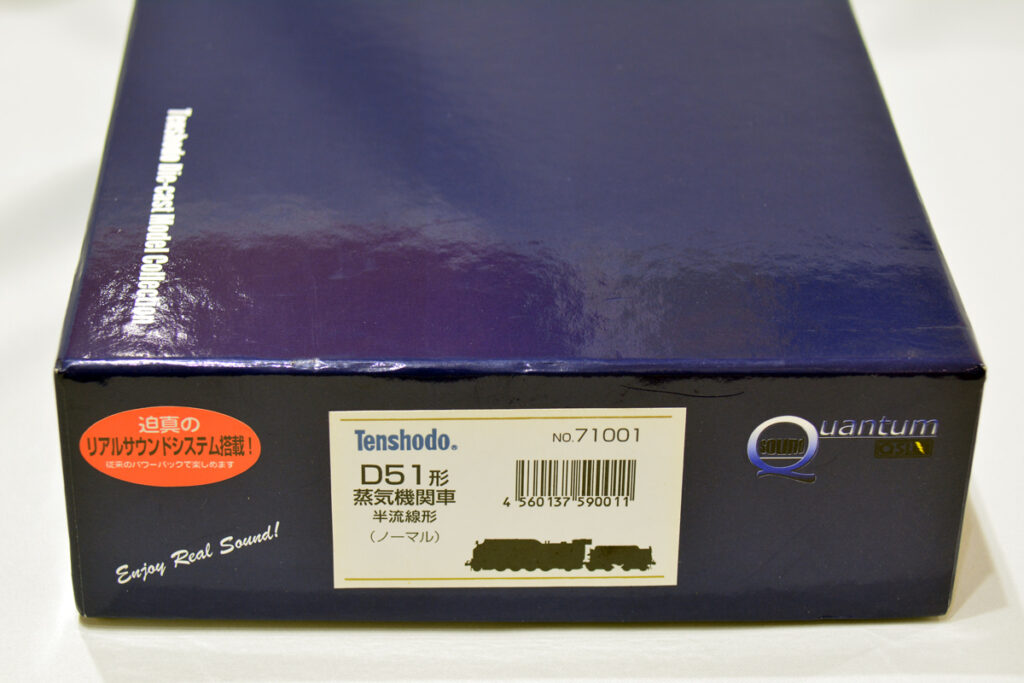 Tenshodo Die-cast Model Collection
迫真の
リアルサウンドシステム搭載！
従来のパワーパックで楽しめます
Enjoy Real Sound!
Tenshodo®
NO.71001
D51形
蒸気機関車
半流線形
（ノーマル）
4 560137 590011
Quantum
SOUND
QSI